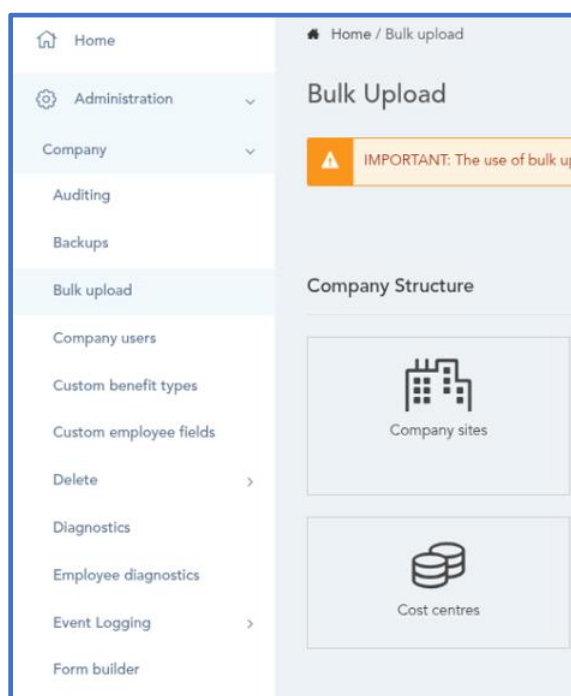 Home
Administration
Company
Auditing
Backups
Bulk upload
Company users
Custom benefit types
Custom employee fields
Delete
Diagnostics
Employee diagnostics
Event Logging
Form builder
Home / Bulk upload
Bulk Upload
IMPORTANT: The use of bulk
Company Structure
Company sites
Cost centres